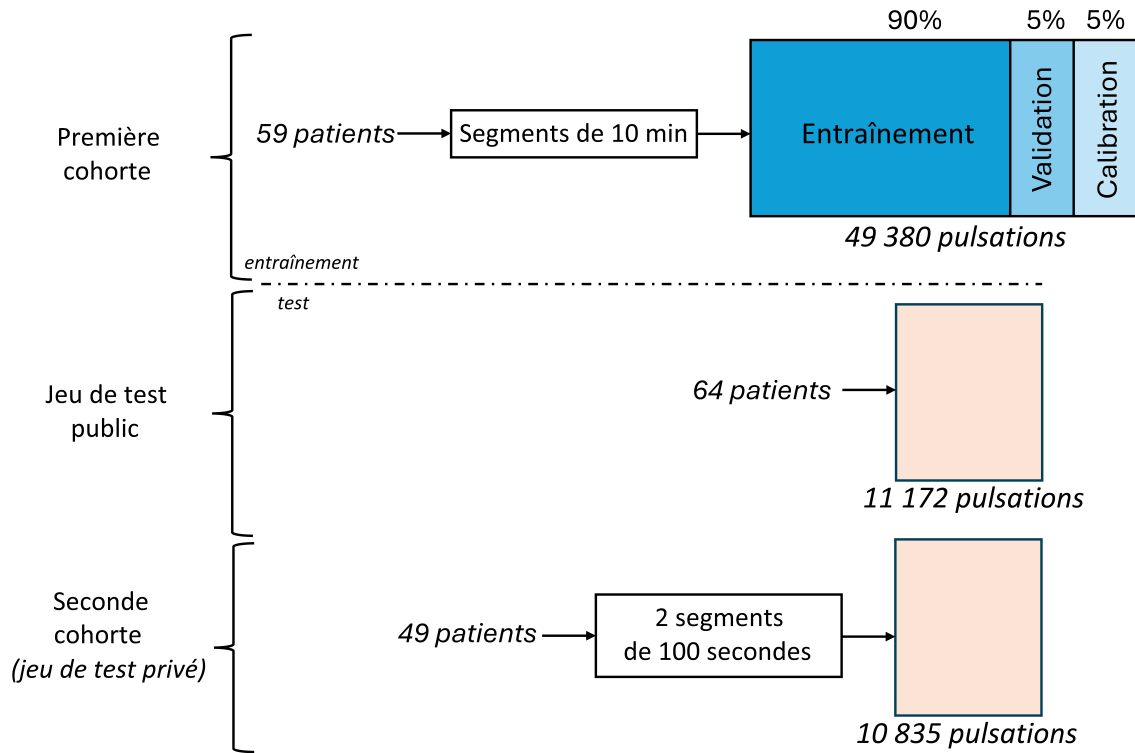 90% 5% 5%
Première
cohorte
59 patients
Segments de 10 min
Entraînement
Validation
Calibration
49 380 pulsations
entraînement
test
Jeu de test
public
64 patients
11 172 pulsations
Seconde
cohorte
(jeu de test privé)
49 patients
2 segments
de 100 secondes
10 835 pulsations